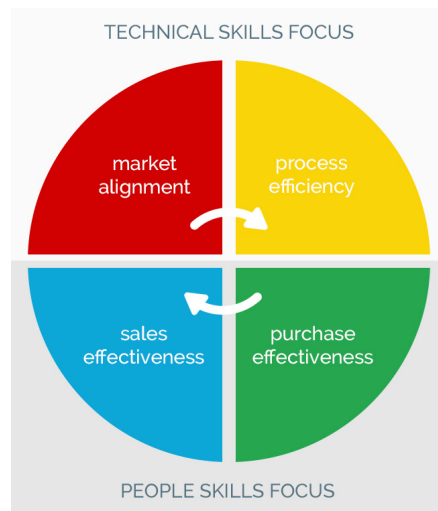 TECHNICAL SKILLS FOCUS
market
alignment
process
efficiency
sales
effectiveness
purchase
effectiveness
PEOPLE SKILLS FOCUS